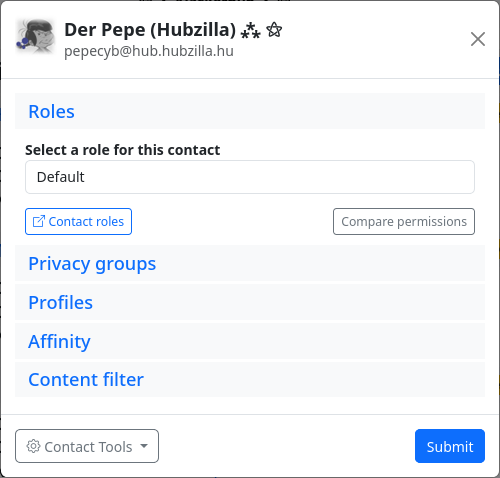 Der Pepe (Hubzilla) ⁂ ☆
pepecyb@hub.hubzilla.hu
Roles
Select a role for this contact
Default
Contact roles
Compare permissions
Privacy groups
Profiles
Affinity
Content filter
Contact Tools
Submit